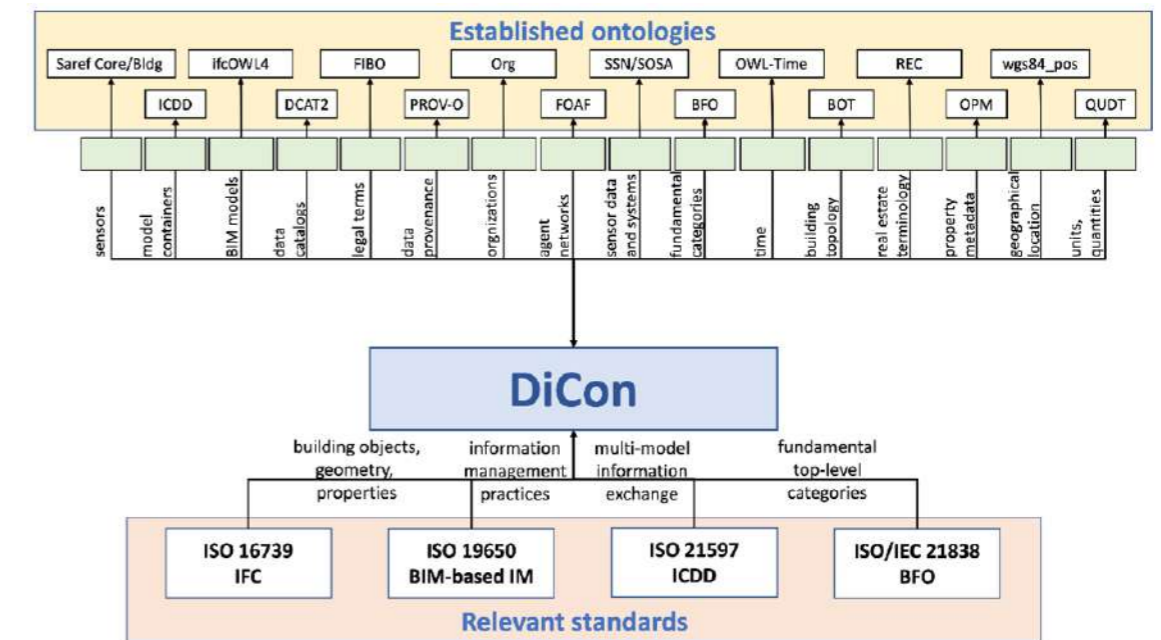 Established ontologies
Saref Core/Bldg
ifcOWL4
FIBO
Org
SSN/SOSA
OWL-Time
REC
wgs84_pos
ICDD
DCAT2
PROV-O
FOAF
BFO
BOT
OPM
QUDT
sensors
model
containers
BIM models
data
catalogs
legal terms
data
provenance
orgnizations
agent
networks
sensor data
and systems
fundamental
categories
time
building
topology
real estate
terminology
property
metadata
geographical
location
units,
quantities
DiCon
building objects,
geometry,
properties
information
management
practices
multi-model
information
exchange
fundamental
top-level
categories
ISO 16739
IFC
ISO 19650
BIM-based IM
ISO 21597
ICDD
ISO/IEC 21838
BFO
Relevant standards